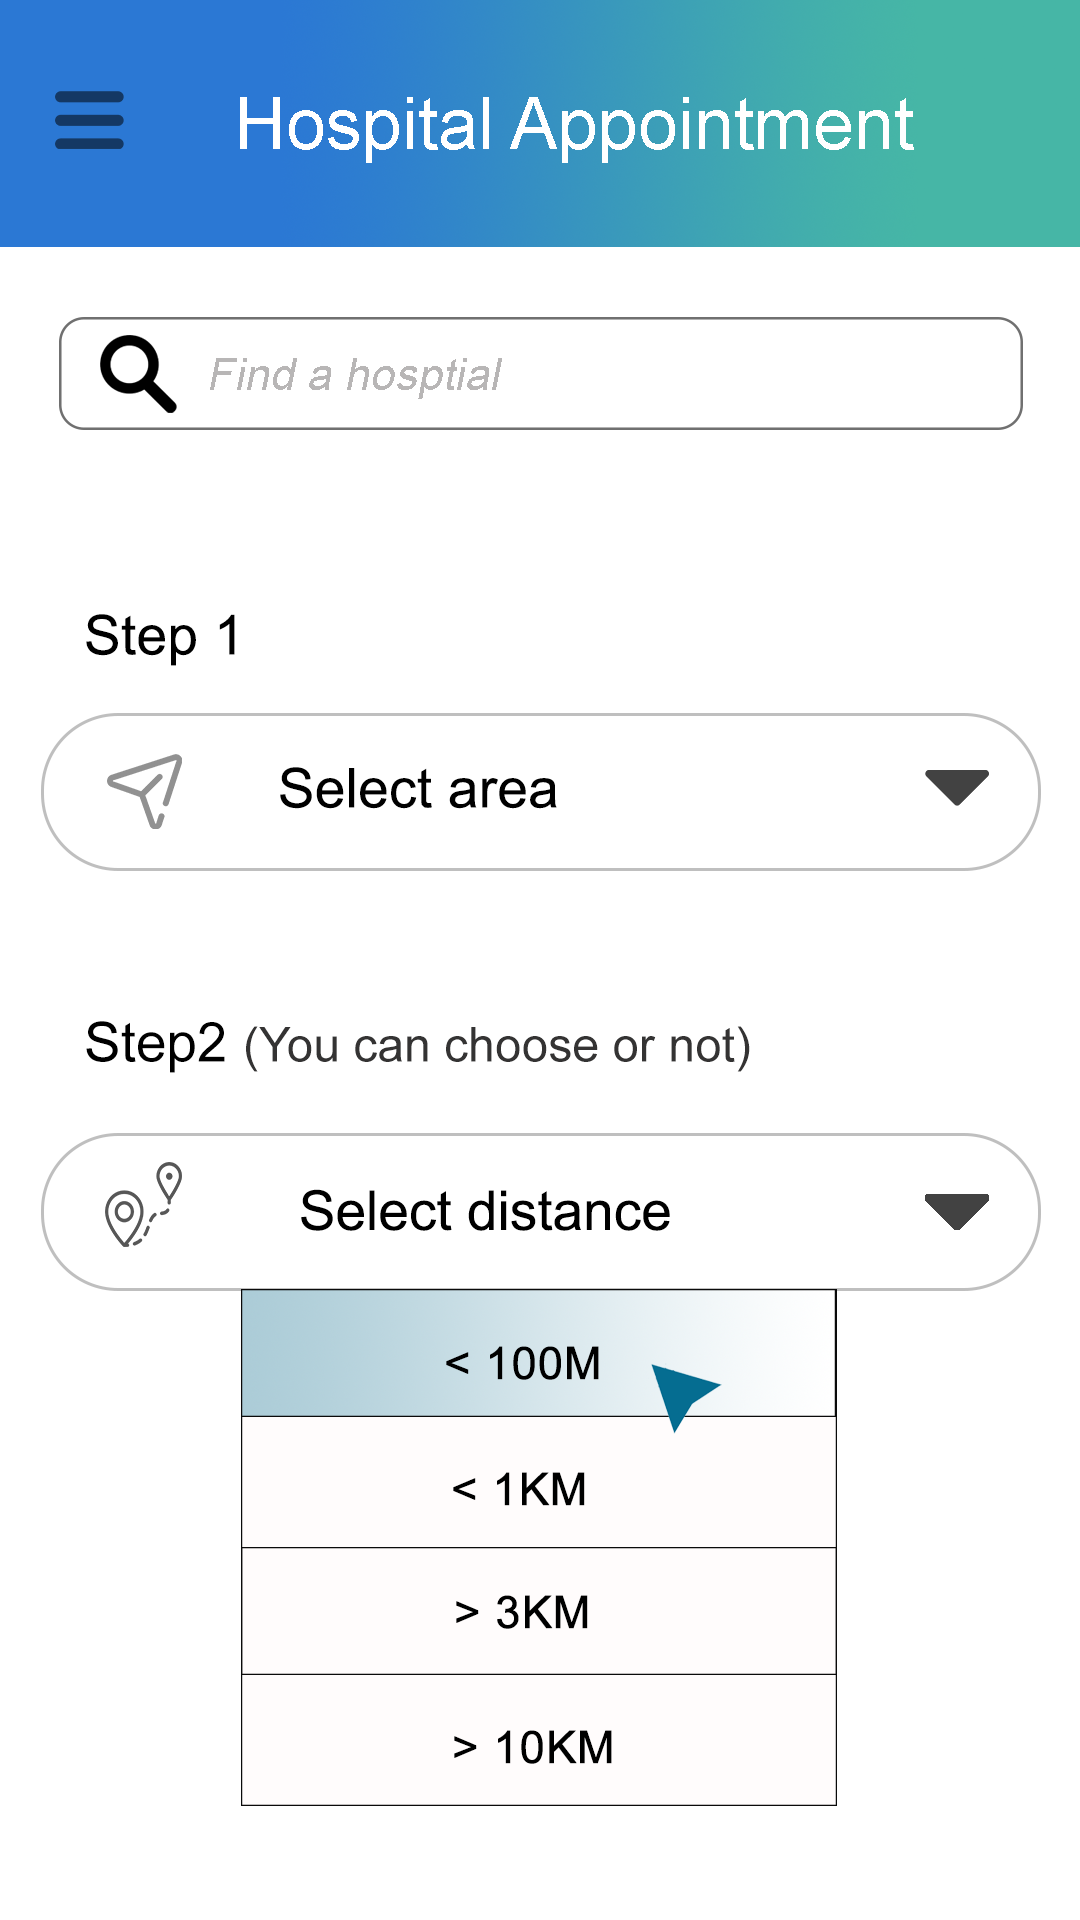 Hospital Appointment
Find a hosptial
Step 1
Select area
Step2 (You can choose or not)
Select distance
< 100M
< 1KM
> 3KM
> 10KM